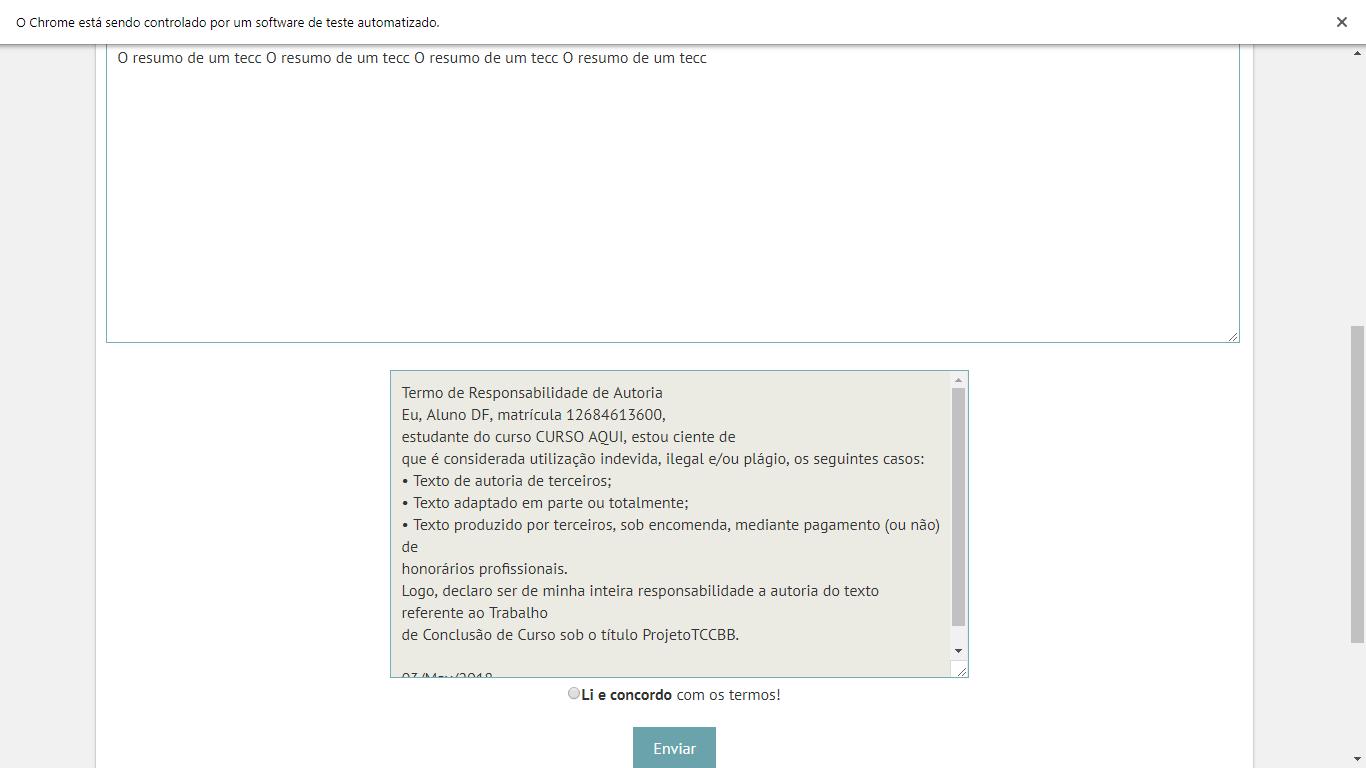 O Chrome está sendo controlado por um software de teste automatizado.
O resumo de um tecc O resumo de um tecc O resumo de um tecc O resumo de um tecc
Termo de Responsabilidade de Autoria
Eu, Aluno DF, matrícula 12684613600,
estudante do curso CURSO AQUI, estou ciente de
que é considerada utilização indevida, ilegal e/ou plágio, os seguintes casos:
• Texto de autoria de terceiros;
• Texto adaptado em parte ou totalmente;
• Texto produzido por terceiros, sob encomenda, mediante pagamento (ou não)
de
honorários profissionais.
Logo, declaro ser de minha inteira responsabilidade a autoria do texto
referente ao Trabalho
de Conclusão de Curso sob o título ProjetoTCCBB.
03/May/2018
Li e concordo com os termos!
Enviar